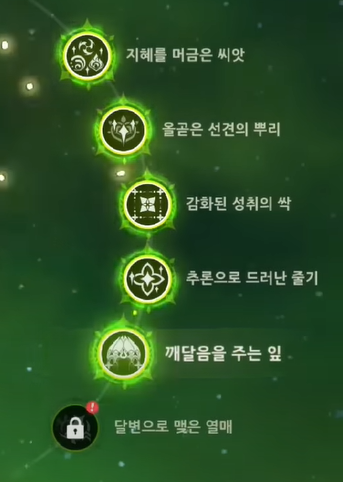 지혜를 머금은 씨앗
올곧은 선견의 뿌리
감화된 성취의 싹
추론으로 드러난 줄기
깨달음을 주는 잎
달변으로 맺은 열매